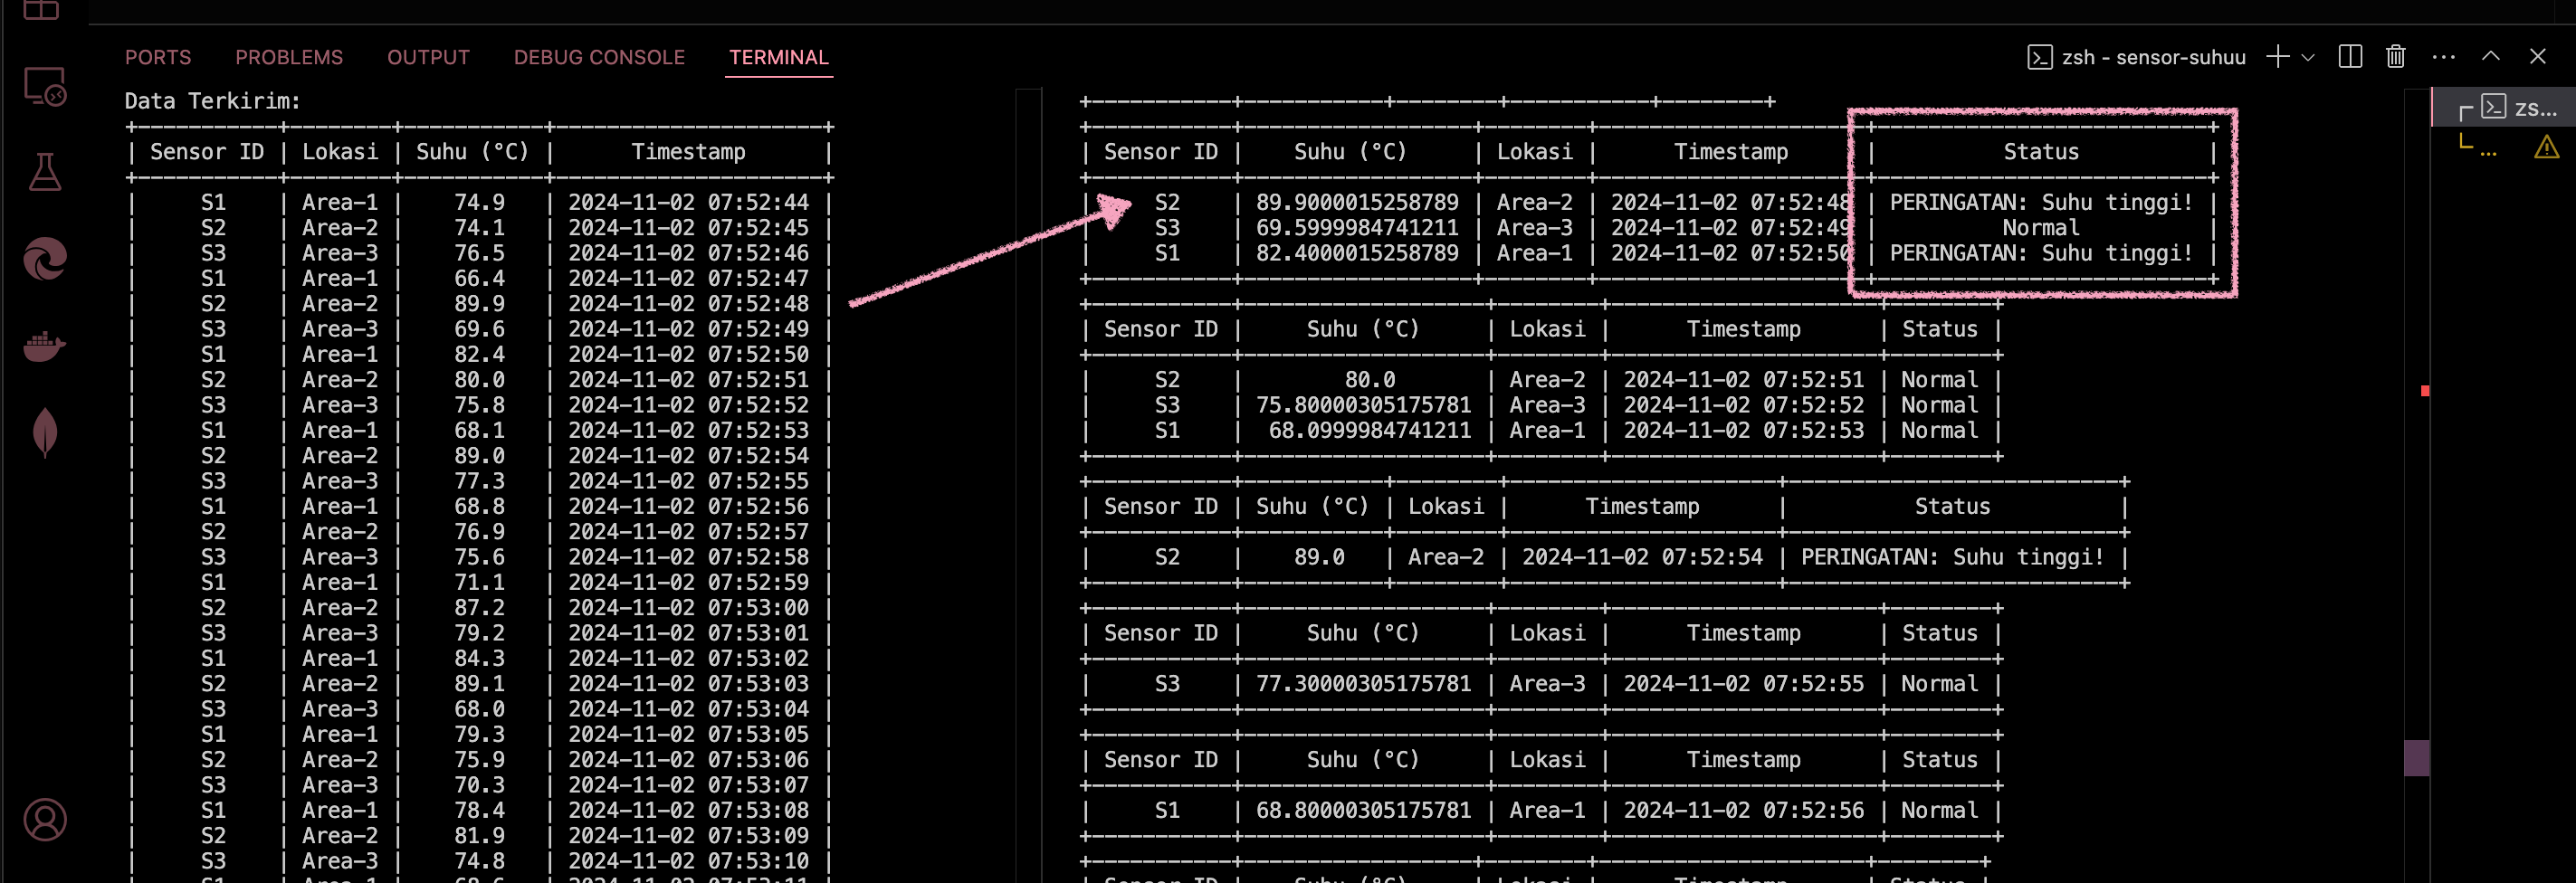 PORTS PROBLEMS OUTPUT DEBUG CONSOLE TERMINAL
zsh - sensor-suhuu
zs...
...
Data Terkirim:
Sensor ID | Lokasi | Suhu (°C) | Timestamp
S1 | Area-1 | 74.9 | 2024-11-02 07:52:44
S2 | Area-2 | 74.1 | 2024-11-02 07:52:45
S3 | Area-3 | 76.5 | 2024-11-02 07:52:46
S1 | Area-1 | 66.4 | 2024-11-02 07:52:47
S2 | Area-2 | 89.9 | 2024-11-02 07:52:48
S3 | Area-3 | 69.6 | 2024-11-02 07:52:49
S1 | Area-1 | 82.4 | 2024-11-02 07:52:50
S2 | Area-2 | 80.0 | 2024-11-02 07:52:51
S3 | Area-3 | 75.8 | 2024-11-02 07:52:52
S1 | Area-1 | 68.1 | 2024-11-02 07:52:53
S2 | Area-2 | 89.0 | 2024-11-02 07:52:54
S3 | Area-3 | 77.3 | 2024-11-02 07:52:55
S1 | Area-1 | 68.8 | 2024-11-02 07:52:56
S2 | Area-2 | 76.9 | 2024-11-02 07:52:57
S3 | Area-3 | 75.6 | 2024-11-02 07:52:58
S1 | Area-1 | 71.1 | 2024-11-02 07:52:59
S2 | Area-2 | 87.2 | 2024-11-02 07:53:00
S3 | Area-3 | 79.2 | 2024-11-02 07:53:01
S1 | Area-1 | 84.3 | 2024-11-02 07:53:02
S2 | Area-2 | 89.1 | 2024-11-02 07:53:03
S3 | Area-3 | 68.0 | 2024-11-02 07:53:04
S1 | Area-1 | 79.3 | 2024-11-02 07:53:05
S2 | Area-2 | 75.9 | 2024-11-02 07:53:06
S3 | Area-3 | 70.3 | 2024-11-02 07:53:07
S1 | Area-1 | 78.4 | 2024-11-02 07:53:08
S2 | Area-2 | 81.9 | 2024-11-02 07:53:09
S3 | Area-3 | 74.8 | 2024-11-02 07:53:10
Sensor ID | Suhu (°C) | Lokasi | Timestamp | Status
S2 | 89.9000015258789 | Area-2 | 2024-11-02 07:52:48 | PERINGATAN: Suhu tinggi!
S3 | 69.5999984741211 | Area-3 | 2024-11-02 07:52:49 | Normal
S1 | 82.4000015258789 | Area-1 | 2024-11-02 07:52:50 | PERINGATAN: Suhu tinggi!
Sensor ID | Suhu (°C) | Lokasi | Timestamp | Status
S2 | 80.0 | Area-2 | 2024-11-02 07:52:51 | Normal
S3 | 75.80000305175781 | Area-3 | 2024-11-02 07:52:52 | Normal
S1 | 68.0999984741211 | Area-1 | 2024-11-02 07:52:53 | Normal
Sensor ID | Suhu (°C) | Lokasi | Timestamp | Status
S2 | 89.0 | Area-2 | 2024-11-02 07:52:54 | PERINGATAN: Suhu tinggi!
Sensor ID | Suhu (°C) | Lokasi | Timestamp | Status
S3 | 77.30000305175781 | Area-3 | 2024-11-02 07:52:55 | Normal
Sensor ID | Suhu (°C) | Lokasi | Timestamp | Status
S1 | 68.80000305175781 | Area-1 | 2024-11-02 07:52:56 | Normal